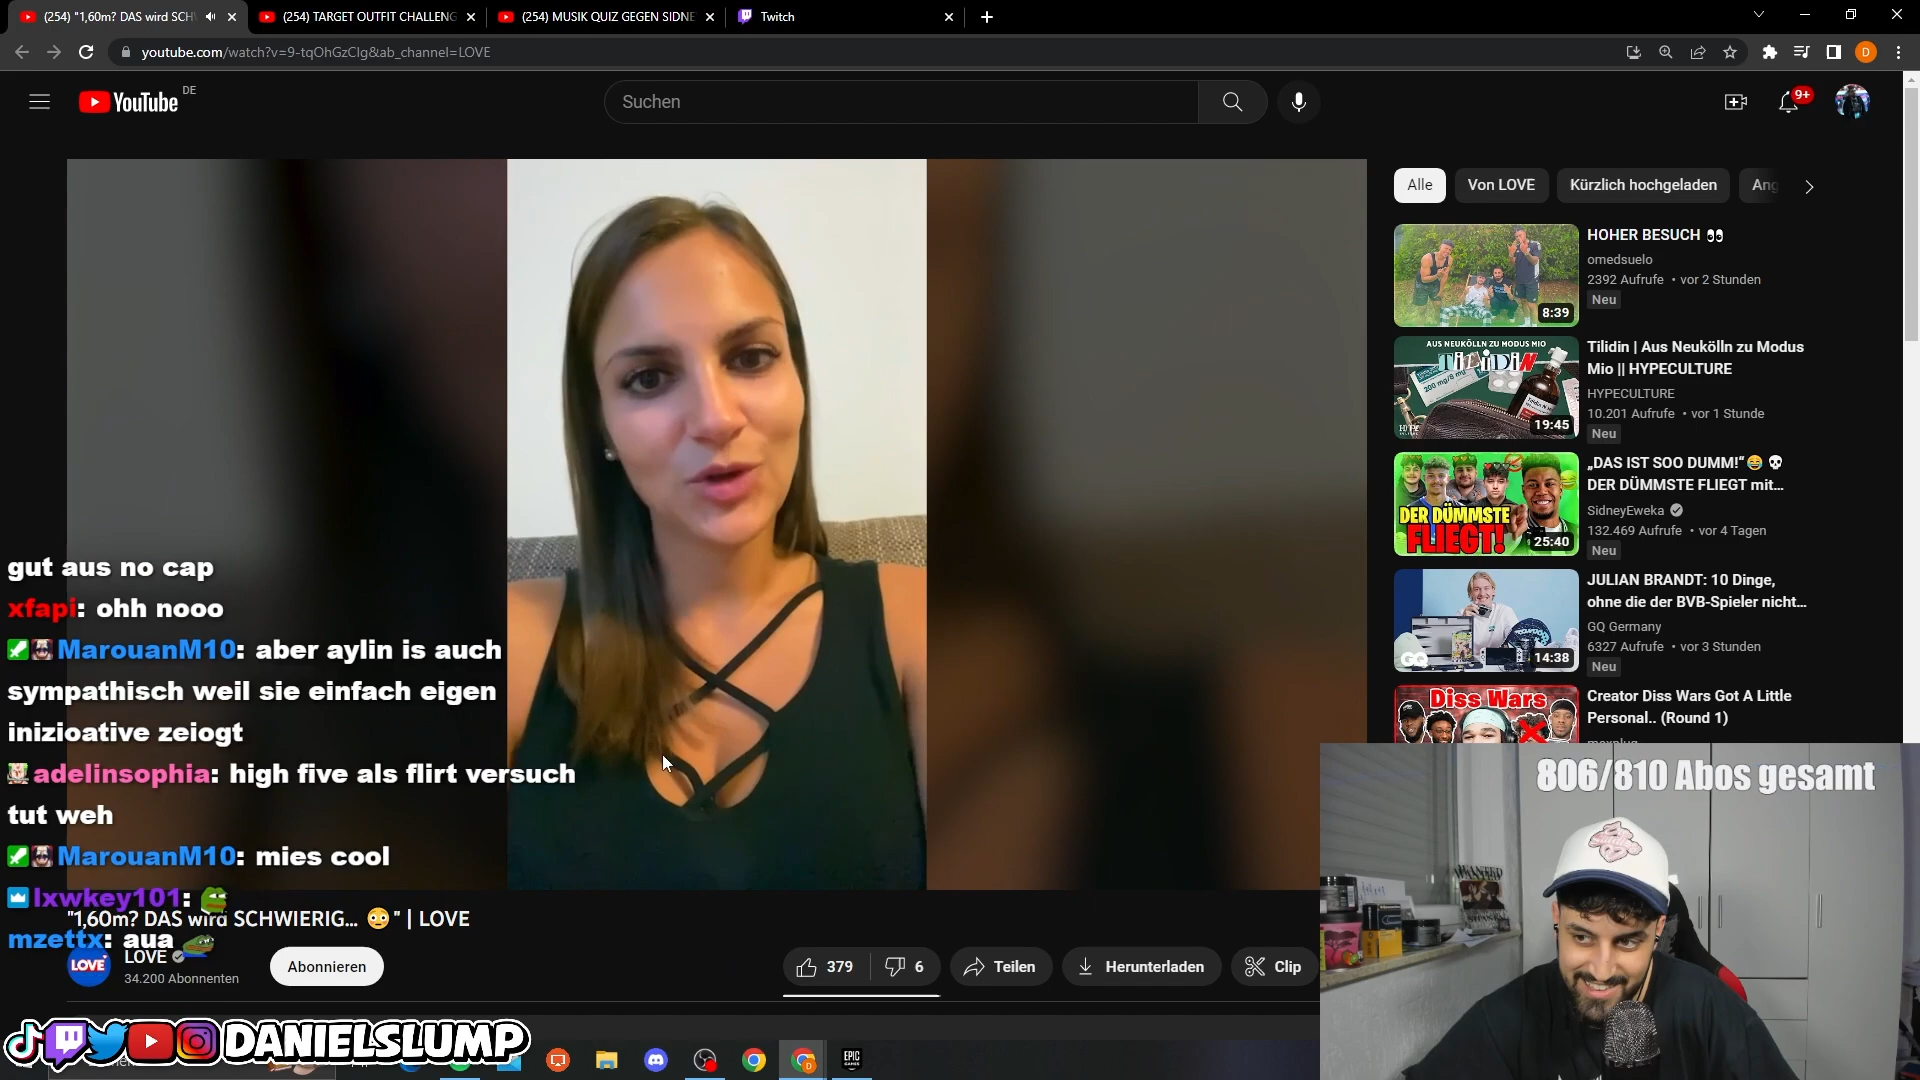 (254) "1,60m? DAS wird SCH
(254) TARGET OUTFIT CHALLENG
(254) MUSIK QUIZ GEGEN SIDNE
Twitch
youtube.com/watch?v=9-tqOhGzClg&ab_channel=LOVE
D
YouTube DE
Suchen
9+
Alle
Von LOVE
Kürzlich hochgeladen
Ang
HOHER BESUCH 👀
omedsuelo
2392 Aufrufe • vor 2 Stunden
Neu
8:39
AUS NEUKÖLLN ZU MODUS MIO
TILIDIN
200 mg/8 mg
19:45
Tilidin | Aus Neukölln zu Modus
Mio || HYPECULTURE
HYPECULTURE
10.201 Aufrufe • vor 1 Stunde
Neu
DER DÜMMSTE
FLIEGT!
25:40
„DAS IST SOO DUMM!“😂 💀
DER DÜMMSTE FLIEGT mit...
SidneyEweka
132.469 Aufrufe • vor 4 Tagen
Neu
GQ
14:38
JULIAN BRANDT: 10 Dinge,
ohne die der BVB-Spieler nicht...
GQ Germany
6327 Aufrufe • vor 3 Stunden
Neu
Diss Wars
Creator Diss Wars Got A Little
Personal.. (Round 1)
gut aus no cap
xfapi: ohh nooo
MarouanM10: aber aylin is auch
sympathisch weil sie einfach eigen
inizioative zeiogt
adelinsophia: high five als flirt versuch
tut weh
MarouanM10: mies cool
lxwkey101:
mzettx: aua
"1,60m? DAS wird SCHWIERIG... 😳" | LOVE
LOVE
LOVE
34.200 Abonnenten
Abonnieren
379
6
Teilen
Herunterladen
Clip
806/810 Abos gesamt
WANTED
DANIELSLUMP
EPIC
GAMES